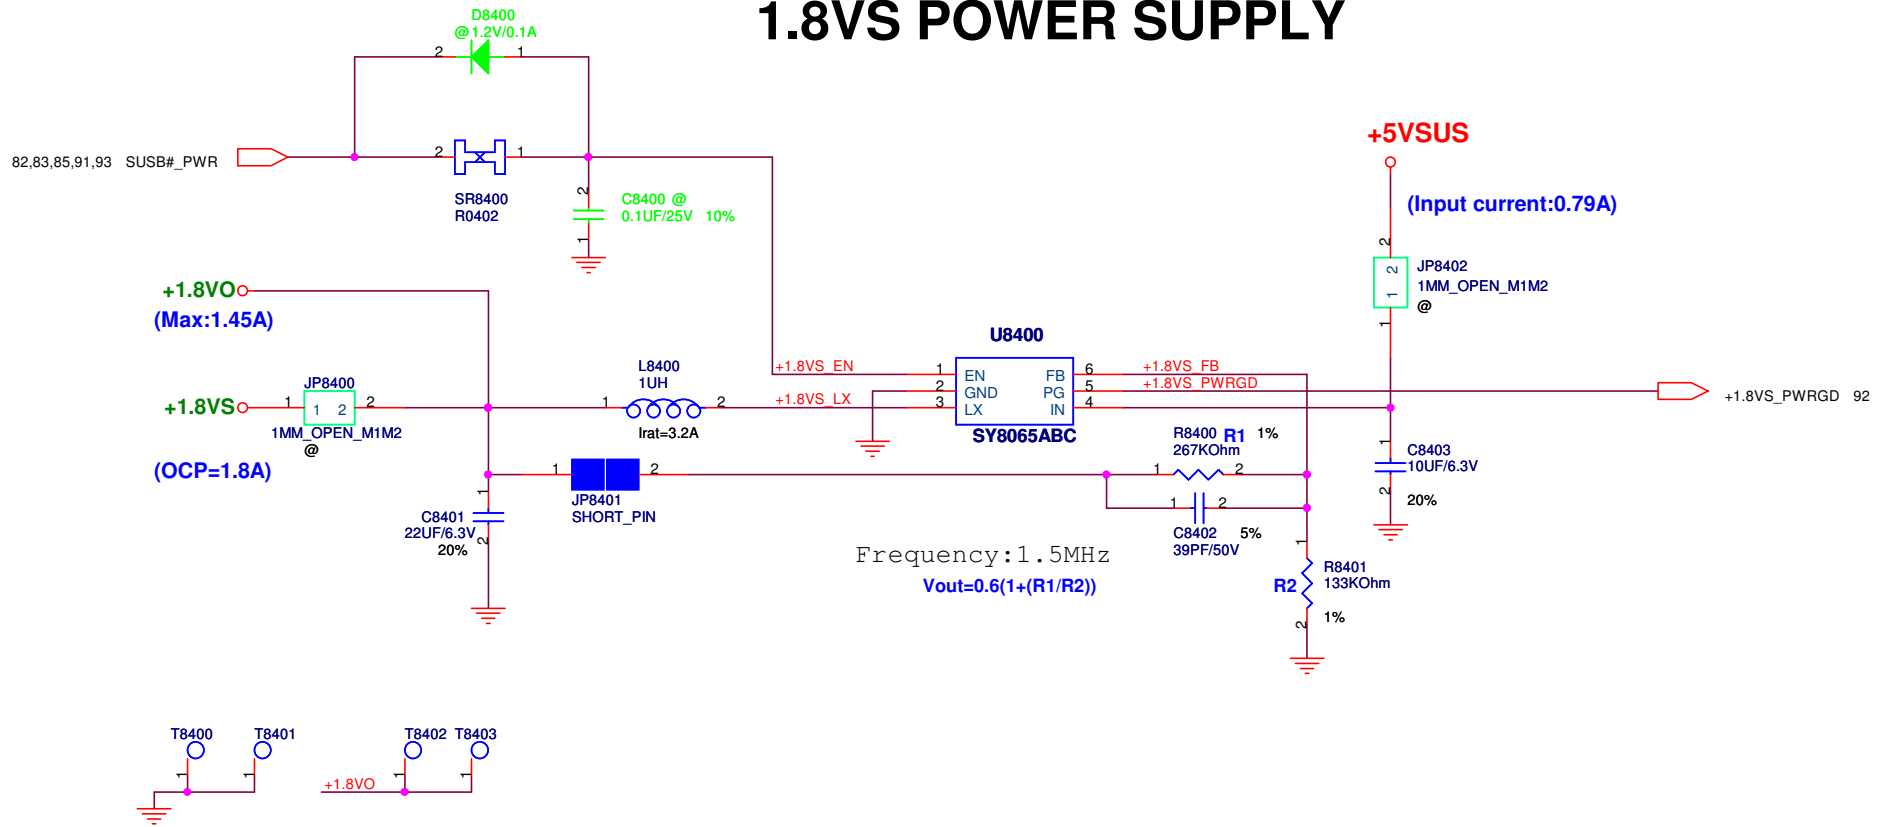 1.8VS POWER SUPPLY
D8400
@ 1.2V/0.1A
2 1
+5VSUS
82,83,85,91,93 SUSB#_PWR
2 1
SR8400
R0402
2
C8400 @
0.1UF/25V 10%
1
(Input current:0.79A)
2
JP8402
2
1MM_OPEN_M1M2
1
@
1
+1.8VO
(Max:1.45A)
U8400
L8400
1UH
+1.8VS_EN
1 EN FB 6
+1.8VS_FB
2 GND PG 5
+1.8VS_PWRGD
+1.8VS_PWRGD 92
3 LX IN 4
+1.8VS_LX
SY8065ABC
JP8400
+1.8VS
1 1 2 2
1MM_OPEN_M1M2
@
1 2
Irat=3.2A
(OCP=1.8A)
1 2
JP8401
SHORT_PIN
R8400 R1 1%
267KOhm
1 2
1 2
C8402 5%
39PF/50V
1
C8403
10UF/6.3V
2
20%
1
C8401
22UF/6.3V
20%
2
Frequency:1.5MHz
Vout=0.6(1+(R1/R2))
1
R8401
R2 133KOhm
1%
2
T8400 T8401 T8402 T8403
1 1 1 1
+1.8VO